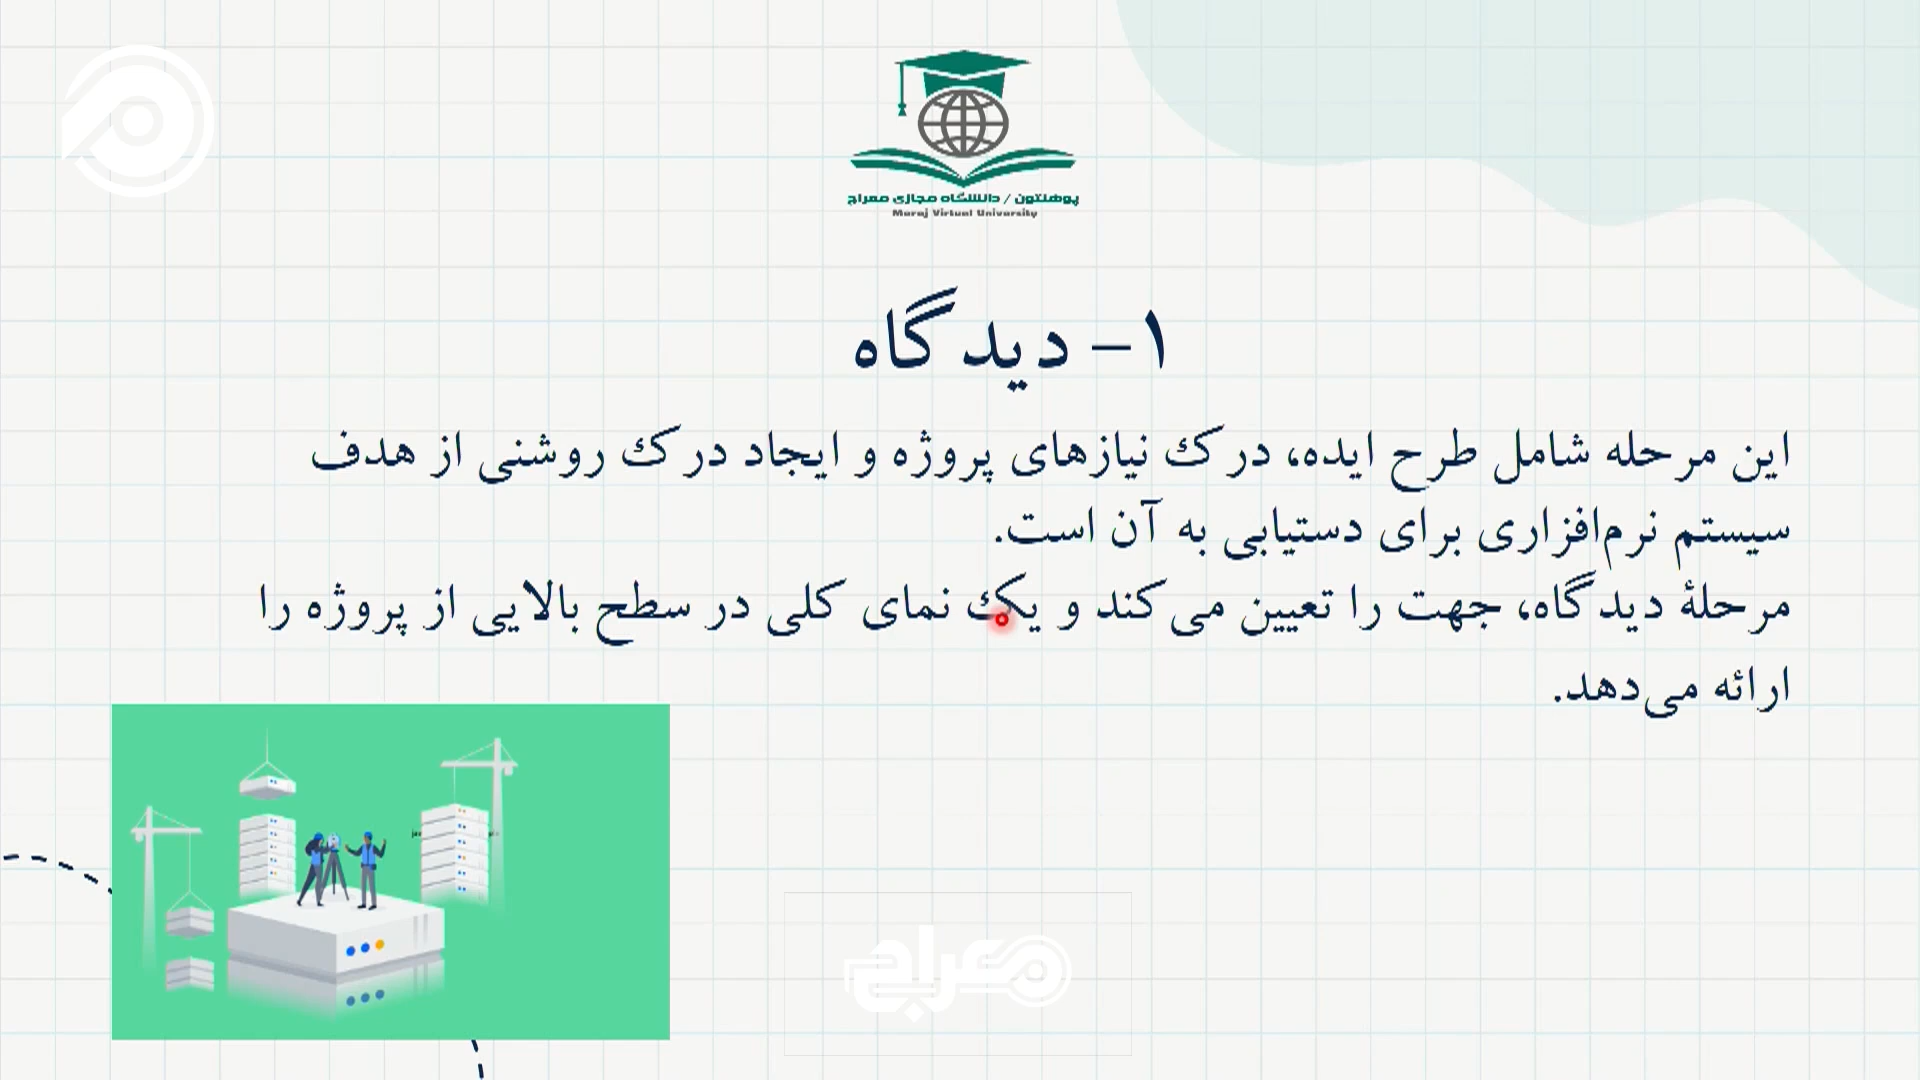 پوهنتون / دانشگاه مجازی معراج
Maraj Virtual University
۱- دیدگاه
این مرحله شامل طرح ایده، درک نیازهای پروژه و ایجاد درک روشنی از هدف
سیستم نرم‌افزاری برای دستیابی به آن است.
مرحلهٔ دیدگاه، جهت را تعیین می‌کند و یک نمای کلی در سطح بالایی از پروژه را
ارائه می‌دهد.
معراج